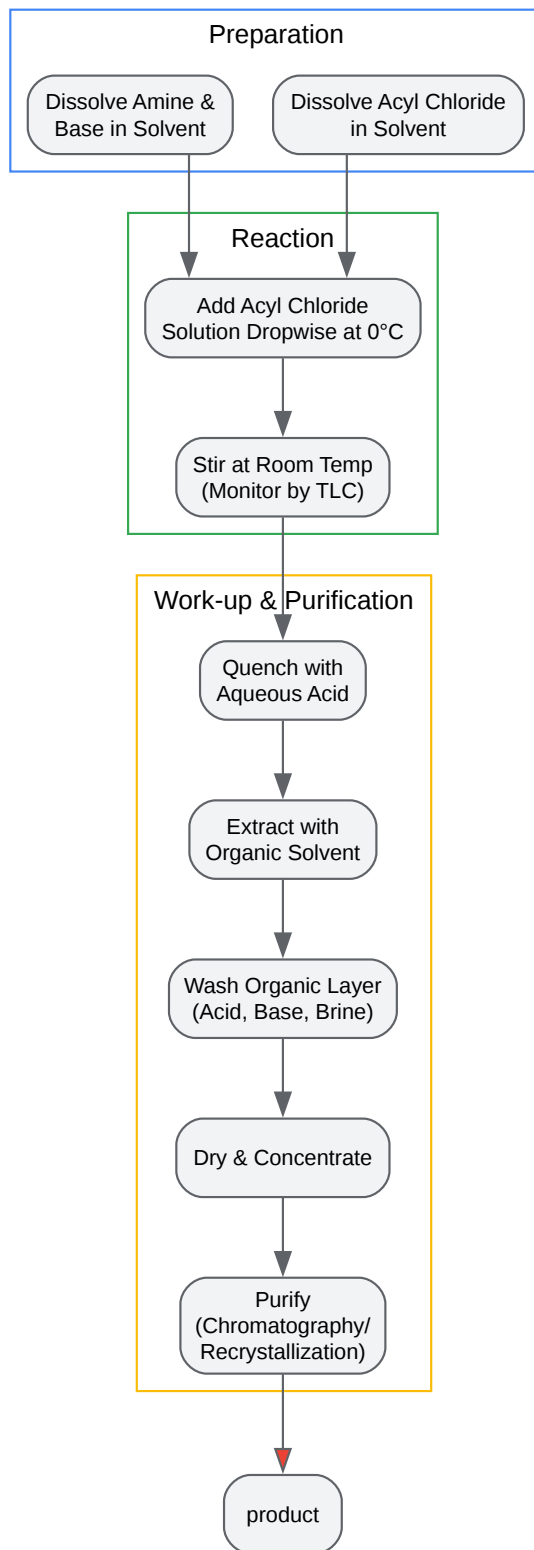 Preparation
Dissolve Amine &
Base in Solvent
Dissolve Acyl Chloride
in Solvent
Reaction
Add Acyl Chloride
Solution Dropwise at 0°C
Stir at Room Temp
(Monitor by TLC)
Work-up & Purification
Quench with
Aqueous Acid
Extract with
Organic Solvent
Wash Organic Layer
(Acid, Base, Brine)
Dry & Concentrate
Purify
(Chromatography/
Recrystallization)
product